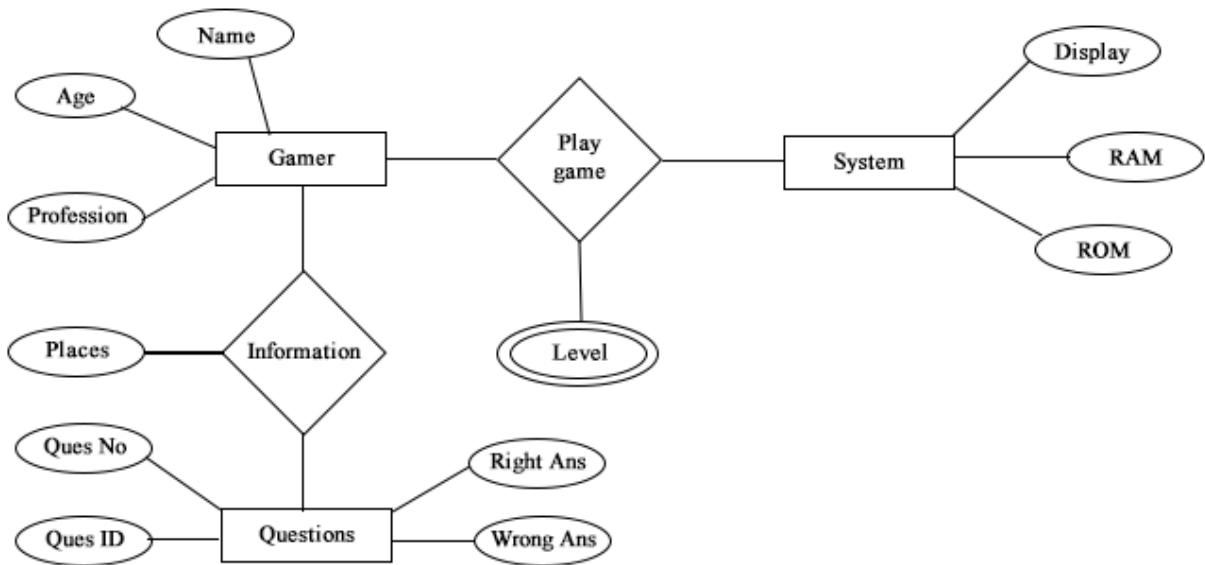 Name
Display
Age
Gamer
Play
game
System
RAM
Profession
ROM
Places
Information
Level
Ques No
Right Ans
Ques ID
Questions
Wrong Ans